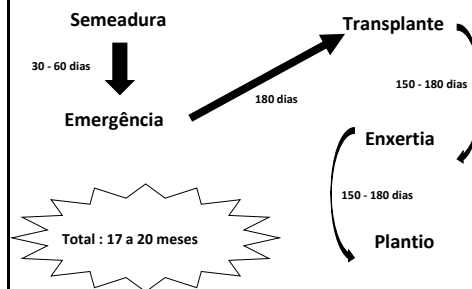 Semeadura
30 - 60 dias
Emergência
180 dias
Transplante
150 - 180 dias
Enxertia
150 - 180 dias
Plantio
Total : 17 a 20 meses